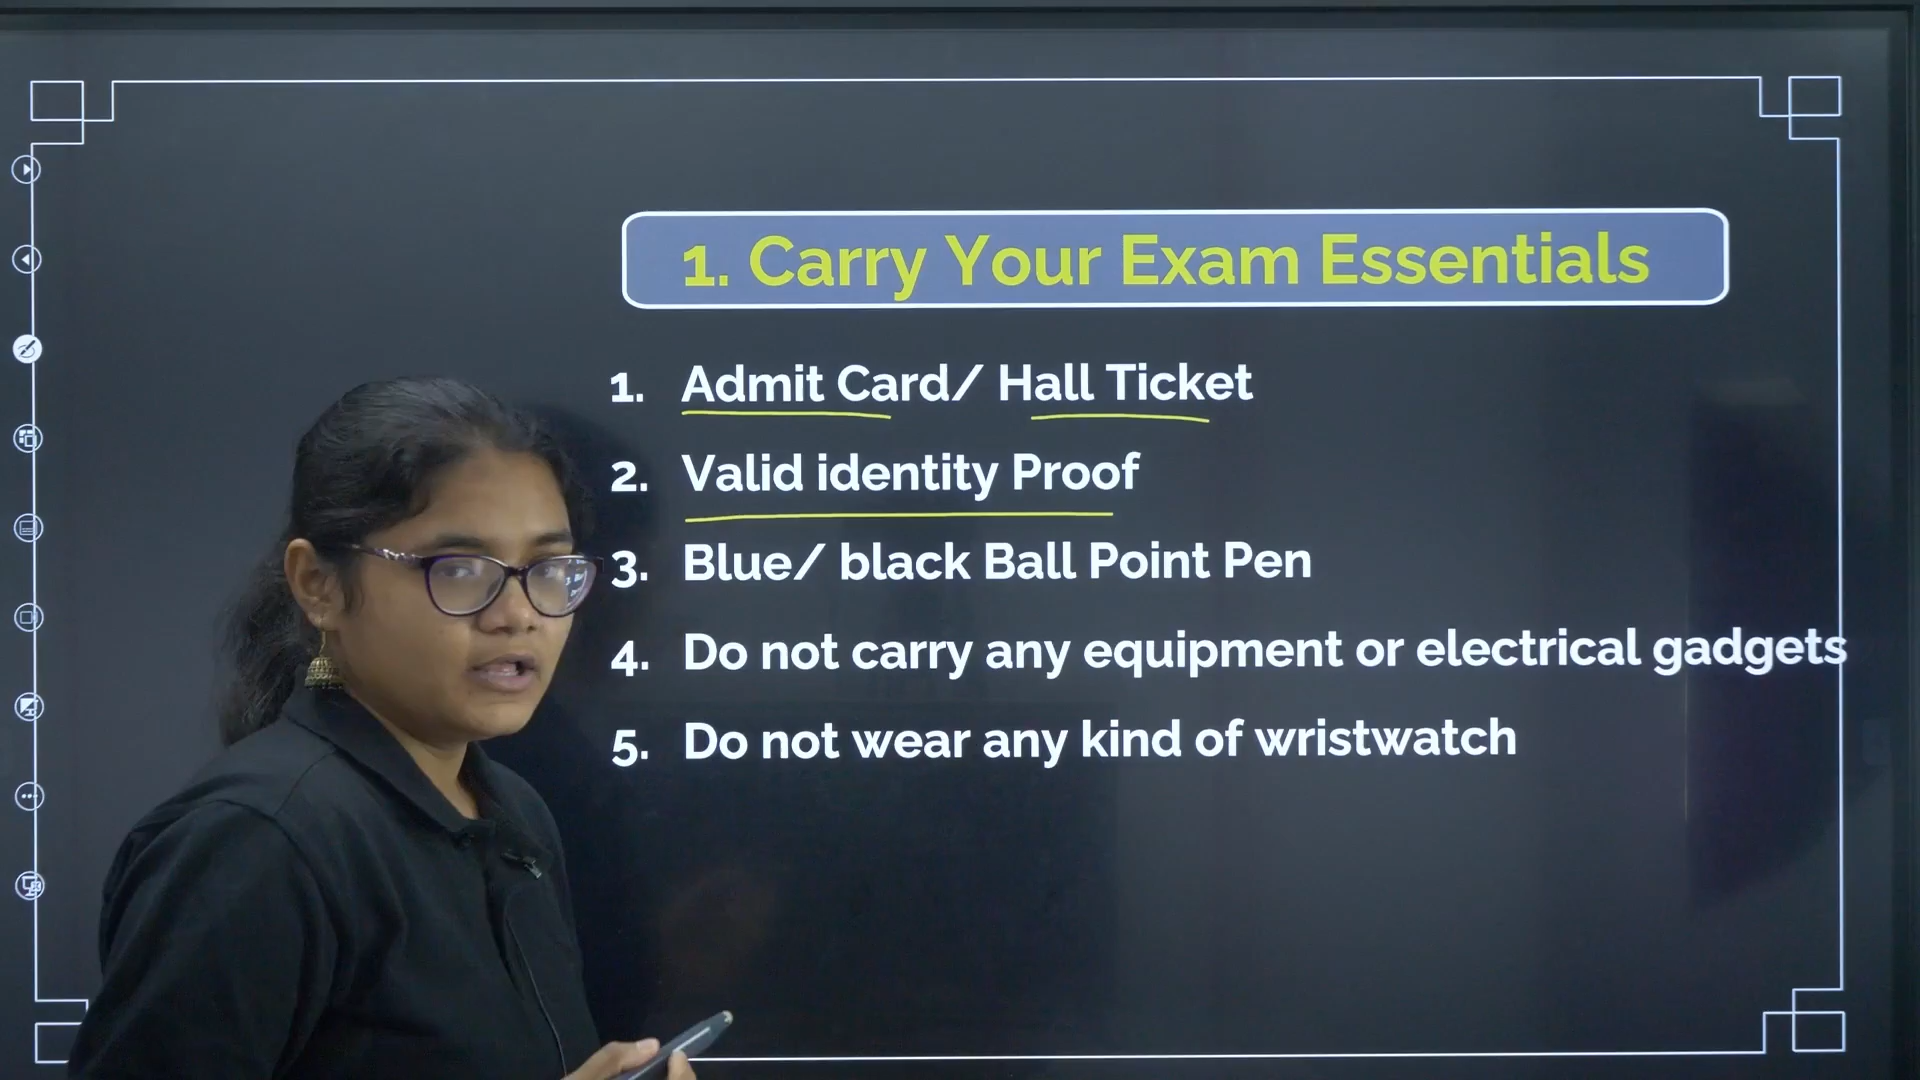 1. Carry Your Exam Essentials
1. Admit Card/ Hall Ticket
2. Valid identity Proof
3. Blue/ black Ball Point Pen
4. Do not carry any equipment or electrical gadgets
5. Do not wear any kind of wristwatch